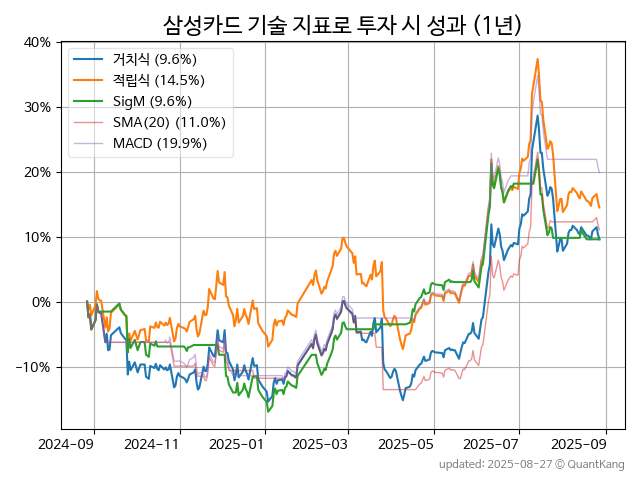 삼성카드 기술 지표로 투자 시 성과 (1년)
40%
30%
20%
10%
0%
−10%
거치식 (9.6%)
적립식 (14.5%)
SigM (9.6%)
SMA(20) (11.0%)
MACD (19.9%)
2024-09 2024-11 2025-01 2025-03 2025-05 2025-07 2025-09
updated: 2025-08-27 © QuantKang